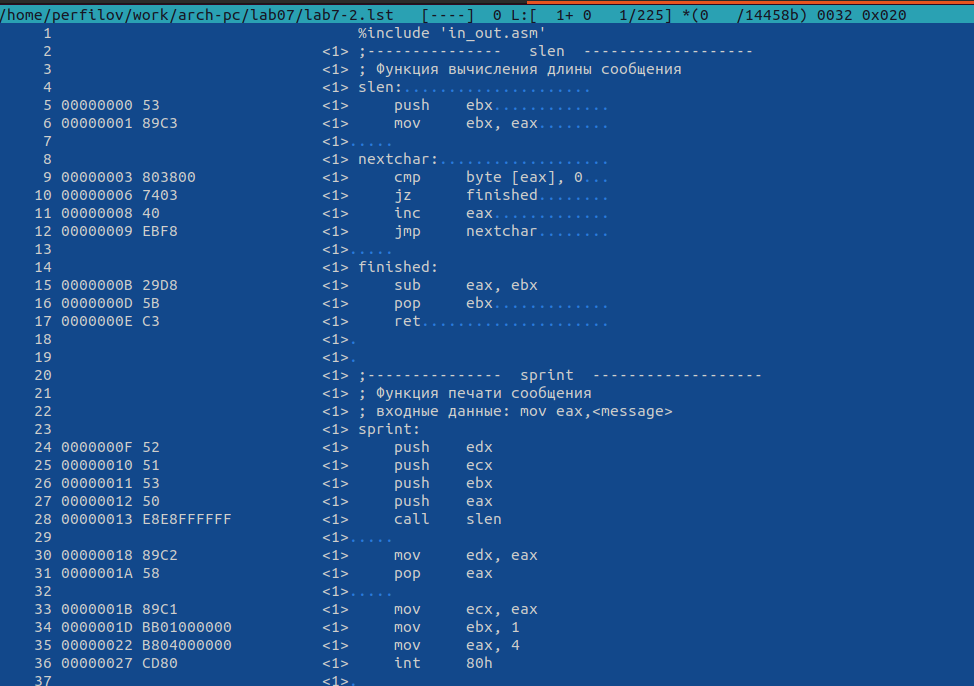 /home/perfilov/work/arch-pc/lab07/lab7-2.lst   [----]  0 L:[  1+ 0   1/225] *(0   /14458b) 0032 0x020
     1                                  %include 'in_out.asm'
     2                              <1> ;---------------   slen  -------------------
     3                              <1> ; Функция вычисления длины сообщения
     4                              <1> slen:.....................
     5 00000000 53                  <1>     push    ebx.............
     6 00000001 89C3                <1>     mov     ebx, eax........
     7                              <1>.....
     8                              <1> nextchar:...................
     9 00000003 803800              <1>     cmp     byte [eax], 0...
    10 00000006 7403                <1>     jz      finished........
    11 00000008 40                  <1>     inc     eax.............
    12 00000009 EBF8                <1>     jmp     nextchar........
    13                              <1>.....
    14                              <1> finished:
    15 0000000B 29D8                <1>     sub     eax, ebx
    16 0000000D 5B                  <1>     pop     ebx.............
    17 0000000E C3                  <1>     ret.....................
    18                              <1>.
    19                              <1>.
    20                              <1> ;---------------  sprint  -------------------
    21                              <1> ; Функция печати сообщения
    22                              <1> ; входные данные: mov eax,<message>
    23                              <1> sprint:
    24 0000000F 52                  <1>     push    edx
    25 00000010 51                  <1>     push    ecx
    26 00000011 53                  <1>     push    ebx
    27 00000012 50                  <1>     push    eax
    28 00000013 E8E8FFFFFF          <1>     call    slen
    29                              <1>.....
    30 00000018 89C2                <1>     mov     edx, eax
    31 0000001A 58                  <1>     pop     eax
    32                              <1>.....
    33 0000001B 89C1                <1>     mov     ecx, eax
    34 0000001D BB01000000          <1>     mov     ebx, 1
    35 00000022 B804000000          <1>     mov     eax, 4
    36 00000027 CD80                <1>     int     80h
    37                              <1>.